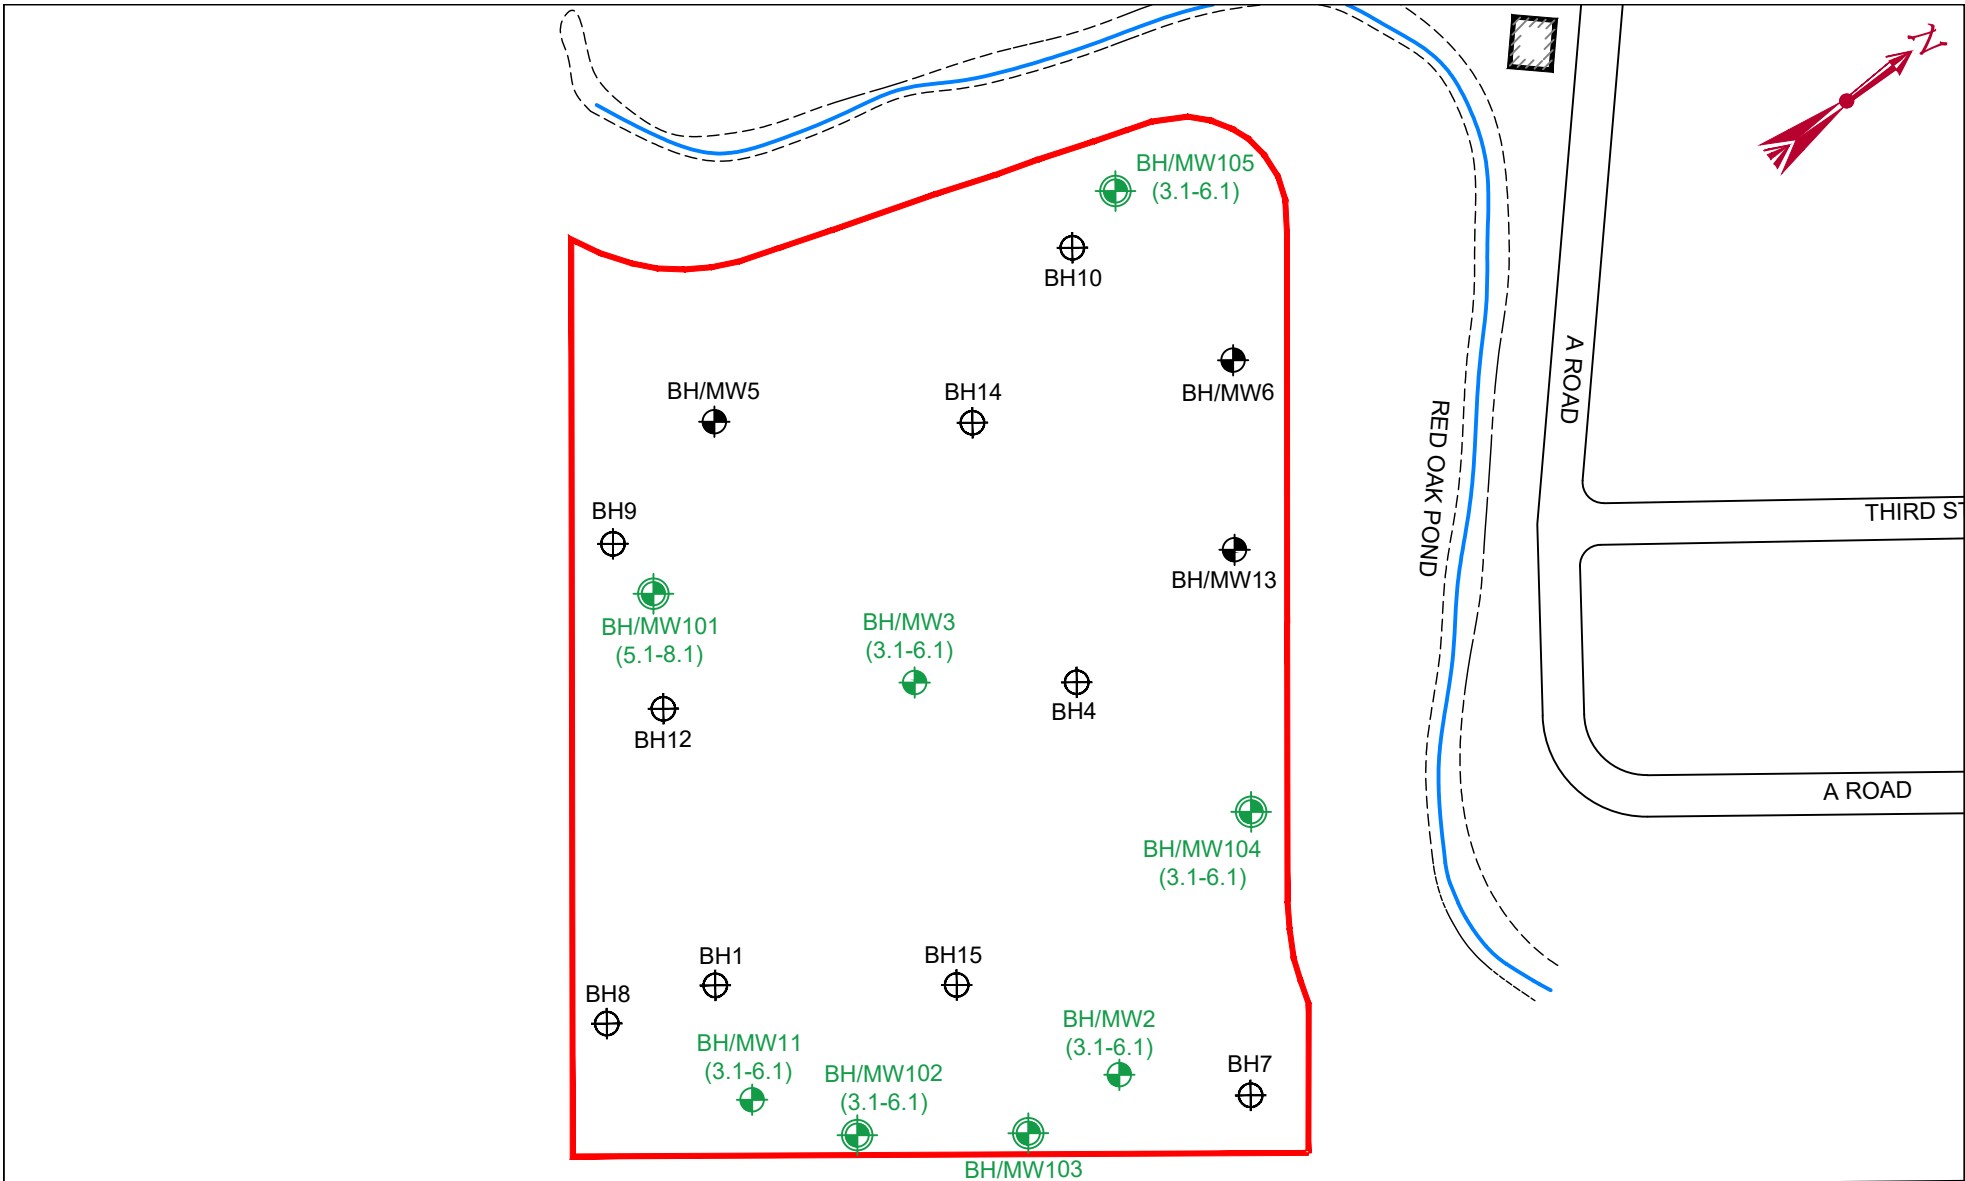 N
BH/MW105
(3.1-6.1)
BH10
A ROAD
BH/MW5
BH14
BH/MW6
RED OAK POND
BH9
THIRD ST
BH/MW13
BH/MW101
(5.1-8.1)
BH/MW3
(3.1-6.1)
BH4
BH12
A ROAD
BH/MW104
(3.1-6.1)
BH1
BH15
BH8
BH/MW11
(3.1-6.1)
BH/MW2
(3.1-6.1)
BH/MW102
(3.1-6.1)
BH7
BH/MW103